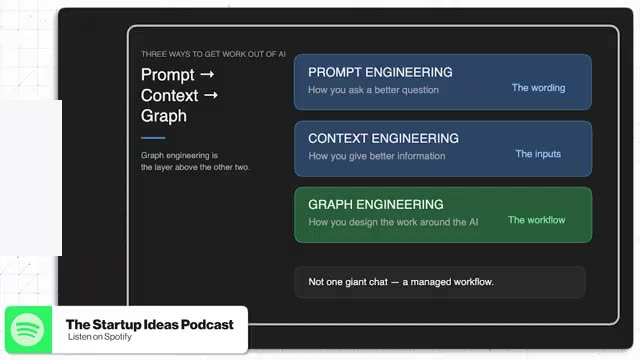 THREE WAYS TO GET WORK OUT OF AI
Prompt →
Context →
Graph
Graph engineering is
the layer above the other two.
PROMPT ENGINEERING
How you ask a better question
The wording
CONTEXT ENGINEERING
How you give better information
The inputs
GRAPH ENGINEERING
How you design the work around the AI
The workflow
Not one giant chat — a managed workflow.
The Startup Ideas Podcast
Listen on Spotify